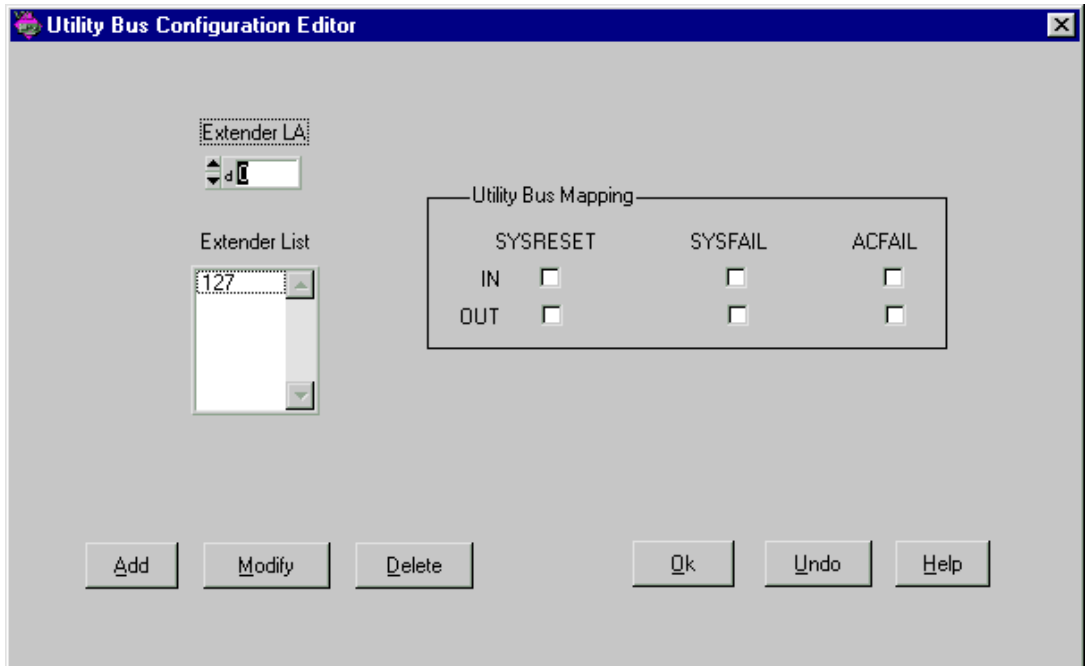 Utility Bus Configuration Editor
Extender LA
d 0
Utility Bus Mapping
Extender List
SYSRESET SYSFAIL ACFAIL
127
IN
OUT
Add Modify Delete Ok Undo Help